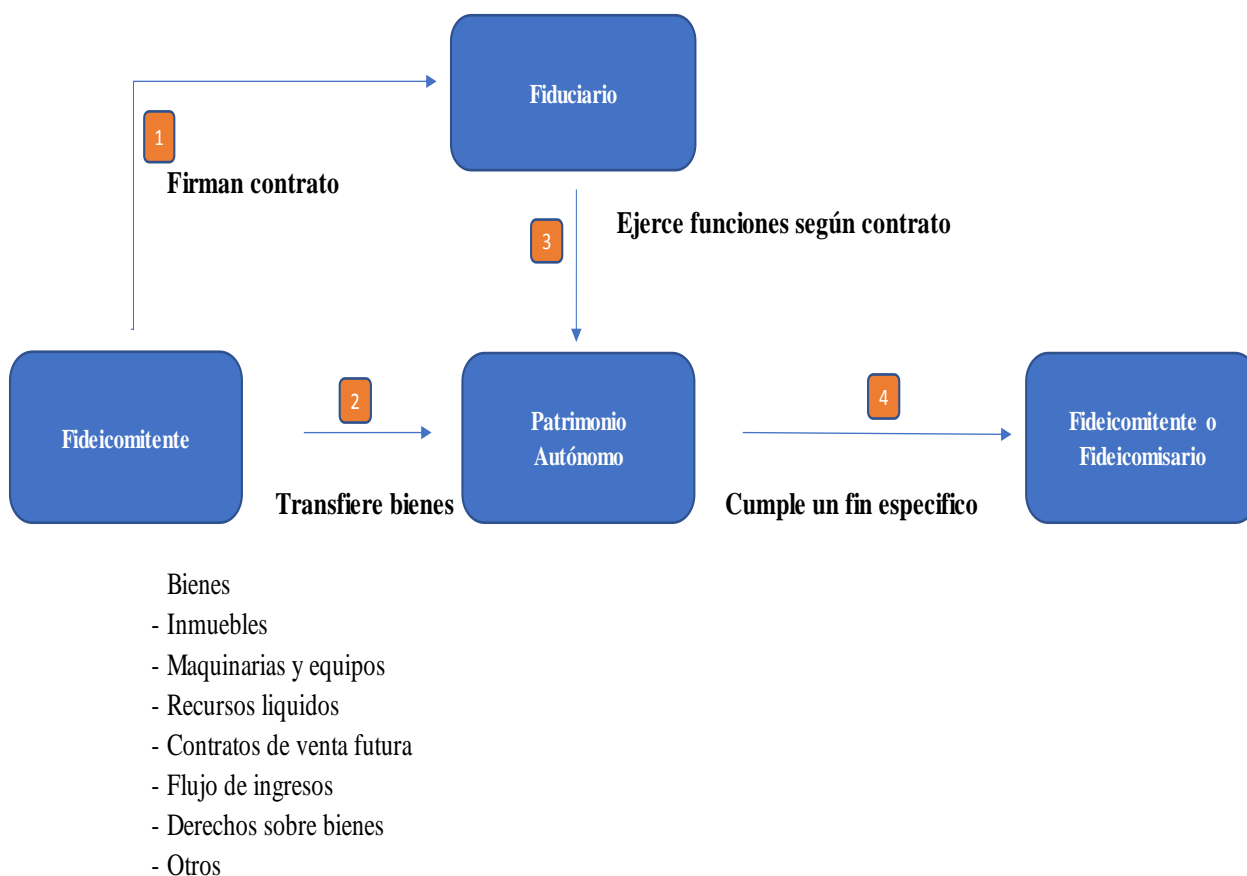 Fiduciario
1
Firman contrato
Ejerce funciones según contrato
3
Fideicomitente
2
Transfiere bienes
Patrimonio
Autónomo
4
Cumple un fin especifico
Fideicomitente o
Fideicomisario
Bienes
- Inmuebles
- Maquinarias y equipos
- Recursos liquidos
- Contratos de venta futura
- Flujo de ingresos
- Derechos sobre bienes
- Otros